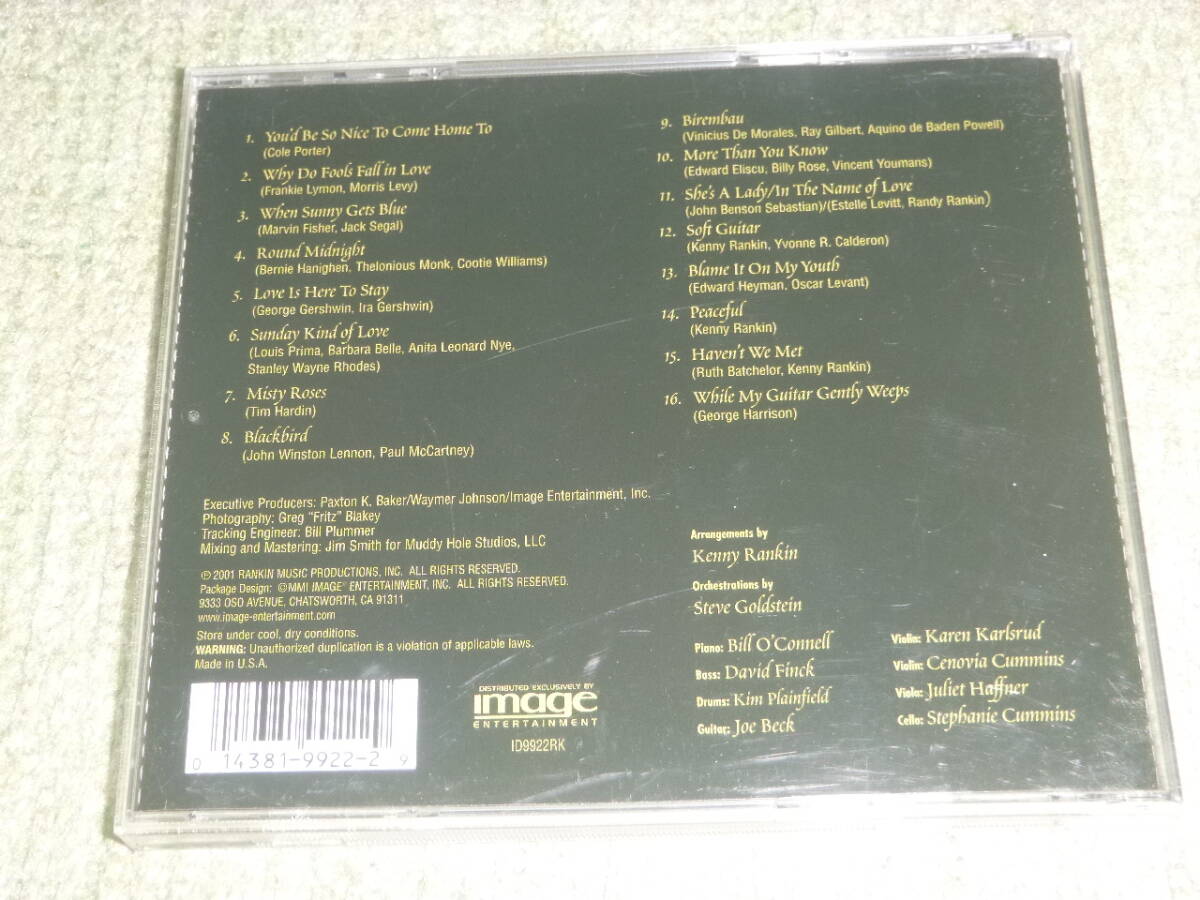 1. You'd Be So Nice To Come Home To
(Cole Porter)
2. Why Do Fools Fall in Love
(Frankie Lymon, Morris Levy)
3. When Sunny Gets Blue
(Marvin Fisher, Jack Segal)
4. Round Midnight
(Bernie Hanighen, Thelonious Monk, Cootie Williams)
5. Love Is Here To Stay
(George Gershwin, Ira Gershwin)
6. Sunday Kind of Love
(Louis Prima, Barbara Belle, Anita Leonard Nye,
Stanley Wayne Rhodes)
7. Misty Roses
(Tim Hardin)
8. Blackbird
(John Winston Lennon, Paul McCartney)
9. Birembau
(Vinicius De Morales, Ray Gilbert, Aquino de Baden Powell)
10. More Than You Know
(Edward Eliscu, Billy Rose, Vincent Youmans)
11. She's A Lady/In The Name of Love
(John Benson Sebastian)/(Estelle Levitt, Randy Rankin)
12. Soft Guitar
(Kenny Rankin, Yvonne R. Calderon)
13. Blame It On My Youth
(Edward Heyman, Oscar Levant)
14. Peaceful
(Kenny Rankin)
15. Haven't We Met
(Ruth Batchelor, Kenny Rankin)
16. While My Guitar Gently Weeps
(George Harrison)
Executive Producers: Paxton K. Baker/Waymer Johnson/Image Entertainment, Inc.
Photography: Greg "Fritz" Blakey
Tracking Engineer: Bill Plummer
Mixing and Mastering: Jim Smith for Muddy Hole Studios, LLC
℗ 2001 RANKIN MUSIC PRODUCTIONS, INC. ALL RIGHTS RESERVED.
Package Design: ©MMI IMAGE® ENTERTAINMENT, INC. ALL RIGHTS RESERVED.
9333 OSO AVENUE, CHATSWORTH, CA 91311
www.image-entertainment.com
Store under cool, dry conditions.
WARNING: Unauthorized duplication is a violation of applicable laws.
Made in U.S.A.
0 14381-9922-2 9
DISTRIBUTED EXCLUSIVELY BY
image
ENTERTAINMENT
ID9922RK
Arrangements by
Kenny Rankin
Orchestrations by
Steve Goldstein
Piano: Bill O'Connell
Bass: David Finck
Drums: Kim Plainfield
Guitar: Joe Beck
Violin: Karen Karlsrud
Violin: Cenovia Cummins
Viola: Juliet Haffner
Cello: Stephanie Cummins